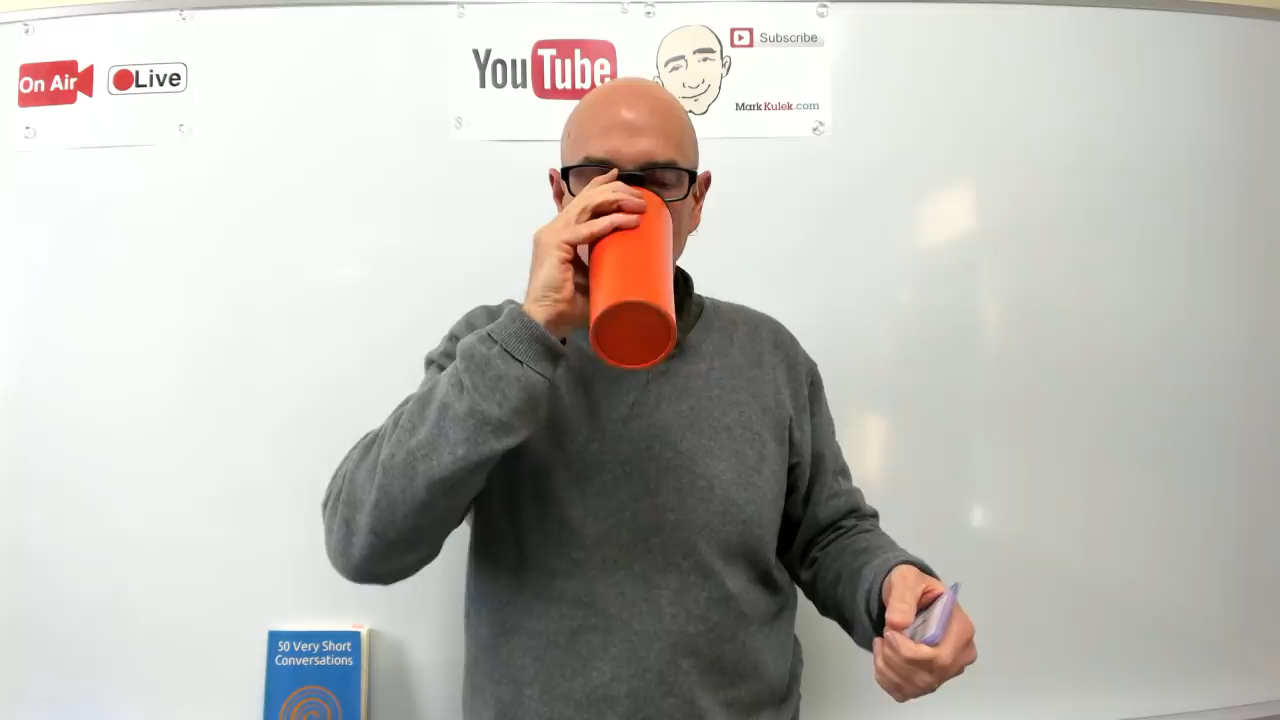 On Air
Live
YouTube
Subscribe
MarkKulek.com
50 Very Short
Conversations